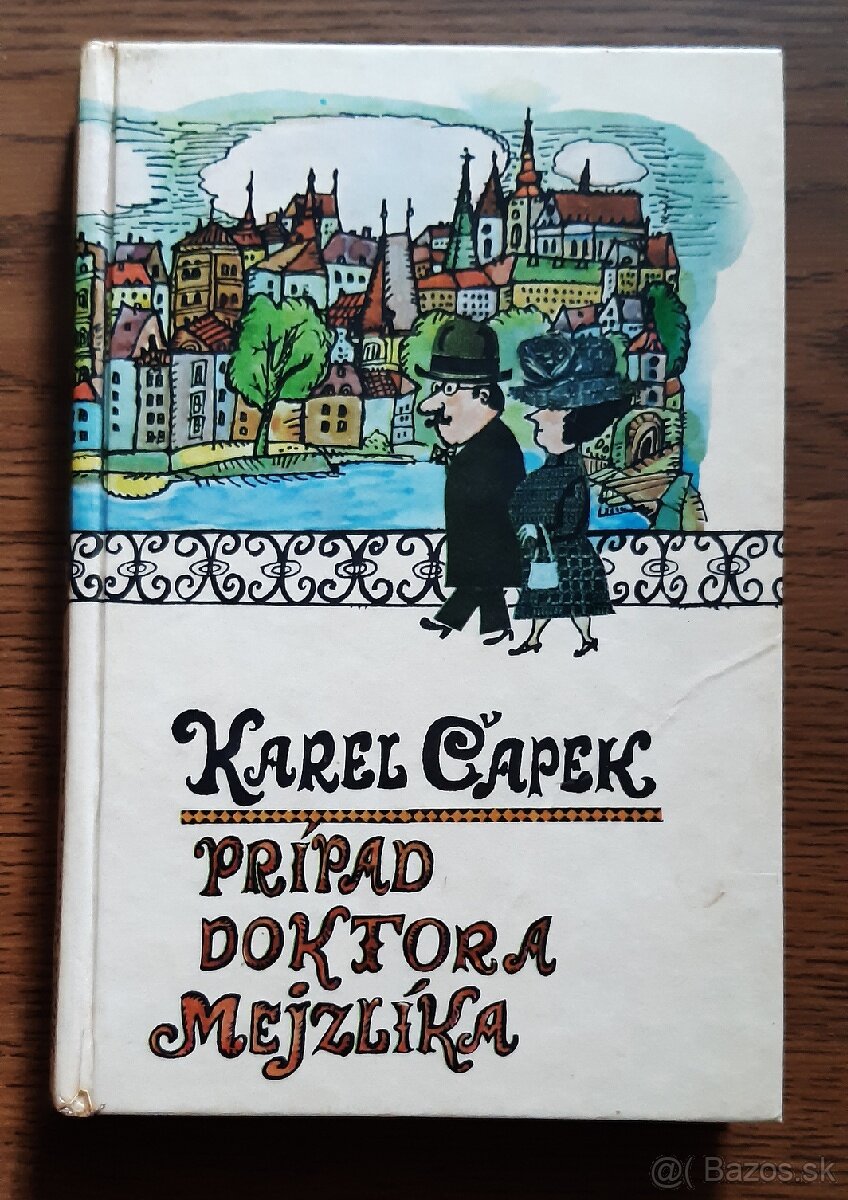 KAREL ČAPEK
PRÍPAD
DOKTORA
MEJZLÍKA
@( Bazos.sk